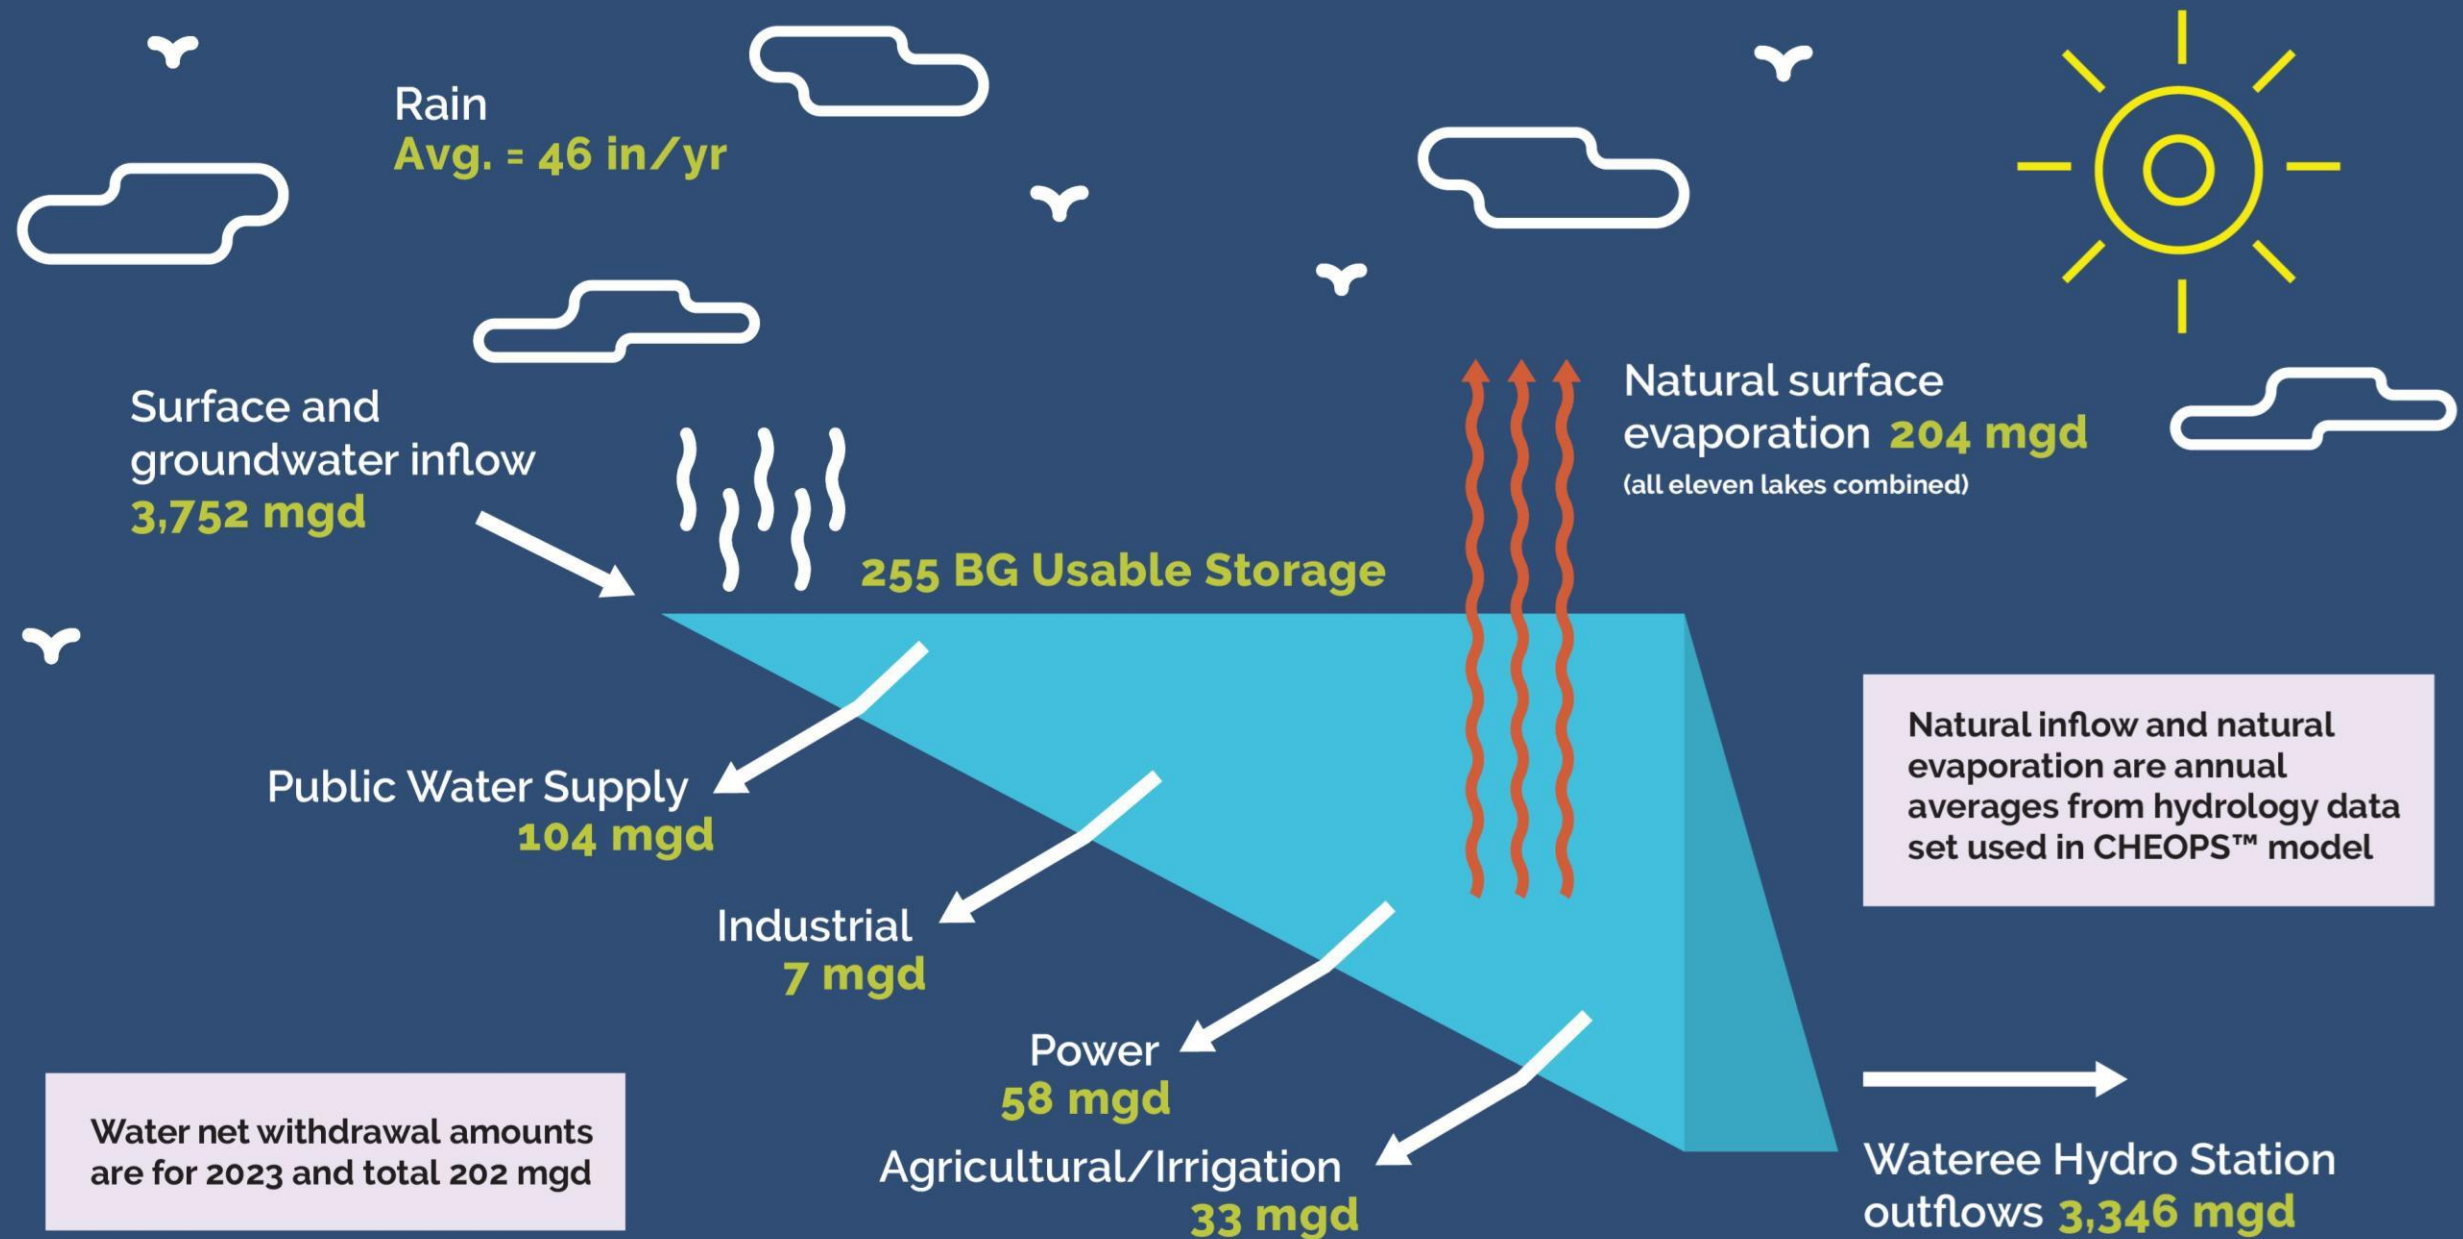 Rain
Avg. = 46 in/yr
Surface and
groundwater inflow
3,752 mgd
Natural surface
evaporation 204 mgd
(all eleven lakes combined)
255 BG Usable Storage
Public Water Supply
104 mgd
Industrial
7 mgd
Power
58 mgd
Agricultural/Irrigation
33 mgd
Natural inflow and natural
evaporation are annual
averages from hydrology data
set used in CHEOPS™ model
Water net withdrawal amounts
are for 2023 and total 202 mgd
Wateree Hydro Station
outflows 3,346 mgd